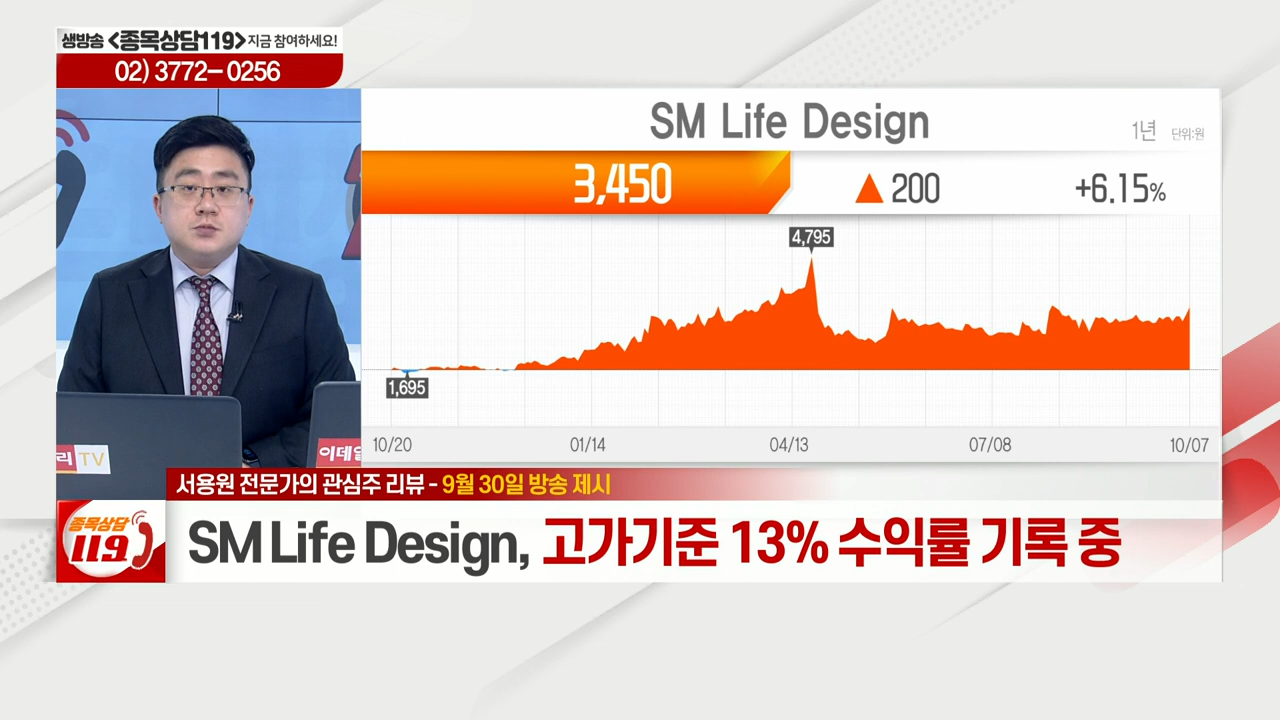 생방송 <종목상담119> 지금 참여하세요!
02) 3772-0256
SM Life Design
1년 단위:원
3,450 ▲200 +6.15%
4,795
1,695
10/20 01/14 04/13 07/08 10/07
리TV
이데일
서용원 전문가의 관심주 리뷰 - 9월 30일 방송 제시
종목상담
119
SM Life Design, 고가기준 13% 수익률 기록 중